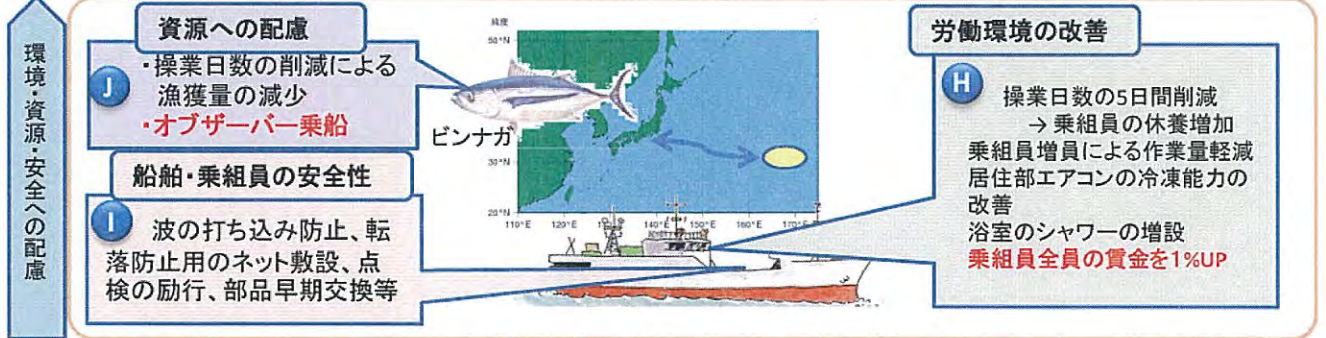 環境・資源・安全への配慮
資源への配慮
J
・操業日数の削減による
漁獲量の減少
・オブザーバー乗船
船舶・乗組員の安全性
I
波の打ち込み防止、転
落防止用のネット敷設、点
検の励行、部品早期交換等
緯度
50°N
ビンナガ
30°N
20°N
110°E 120°E 130°E 140°E 150°E 160°E 170°E
労働環境の改善
H
操業日数の5日間削減
→ 乗組員の休養増加
乗組員増員による作業量軽減
居住部エアコンの冷凍能力の
改善
浴室のシャワーの増設
乗組員全員の賃金を1%UP